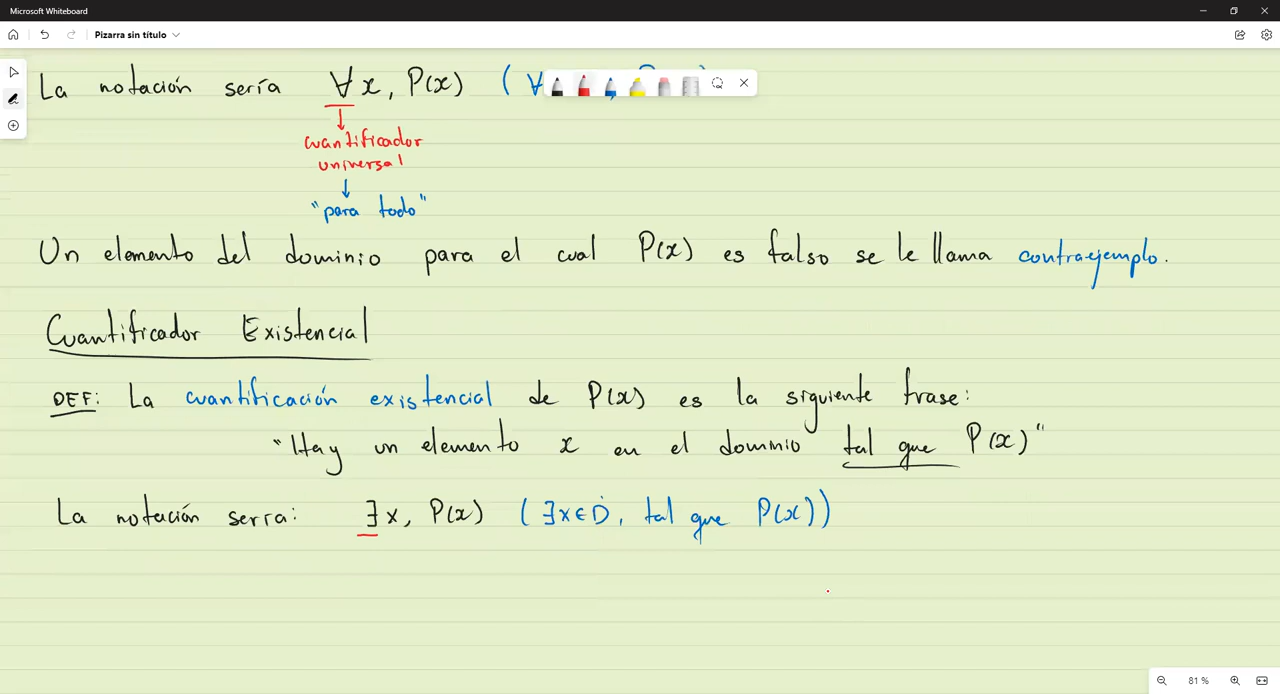 Microsoft Whiteboard
Pizarra sin título
La notación sería ∀x, P(x) (∀
cuantificador
universal
"para todo"
Un elemento del dominio para el cual P(x) es falso se le llama contraejemplo.
Cuantificador Existencial
DEF: La cuantificación existencial de P(x) es la siguiente frase:
"Hay un elemento x en el dominio tal que P(x)"
La notación serra: ∃x, P(x) (∃x∈D, tal que P(x))
81 %